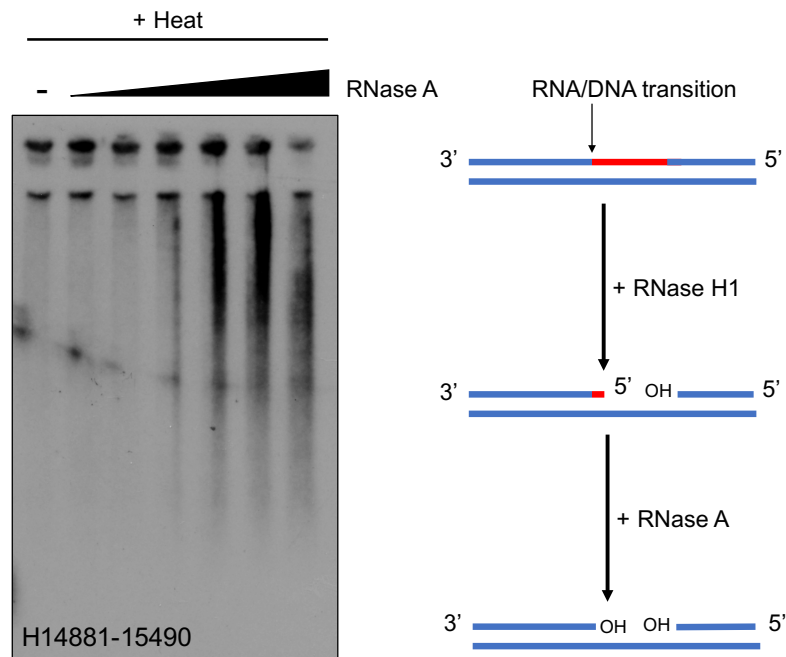 + Heat
-
RNase A
RNA/DNA transition
3’ 5’
+ RNase H1
3’ 5’ OH 5’
+ RNase A
3’ OH OH 5’
H14881-15490